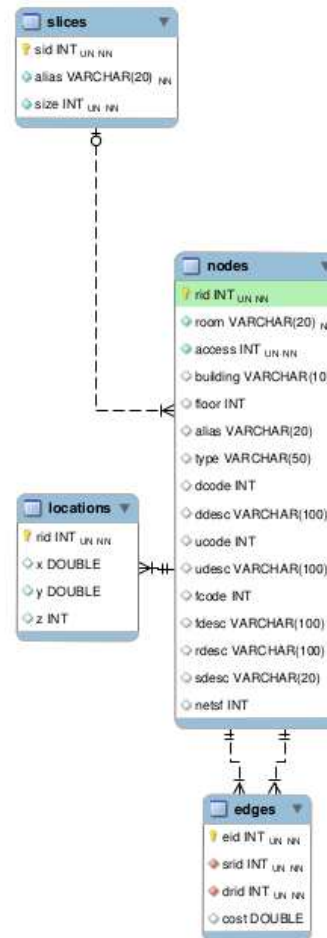 slices
sid INT UN NN
alias VARCHAR(20) NN
size INT UN NN
nodes
rid INT UN NN
room VARCHAR(20) N
access INT UN NN
building VARCHAR(10
floor INT
alias VARCHAR(20)
type VARCHAR(50)
dcode INT
ddesc VARCHAR(100)
ucode INT
udesc VARCHAR(100)
fcode INT
fdesc VARCHAR(100)
rdesc VARCHAR(100)
sdesc VARCHAR(20)
netsf INT
locations
rid INT UN NN
x DOUBLE
y DOUBLE
z INT
edges
eid INT UN NN
srid INT UN NN
drid INT UN NN
cost DOUBLE